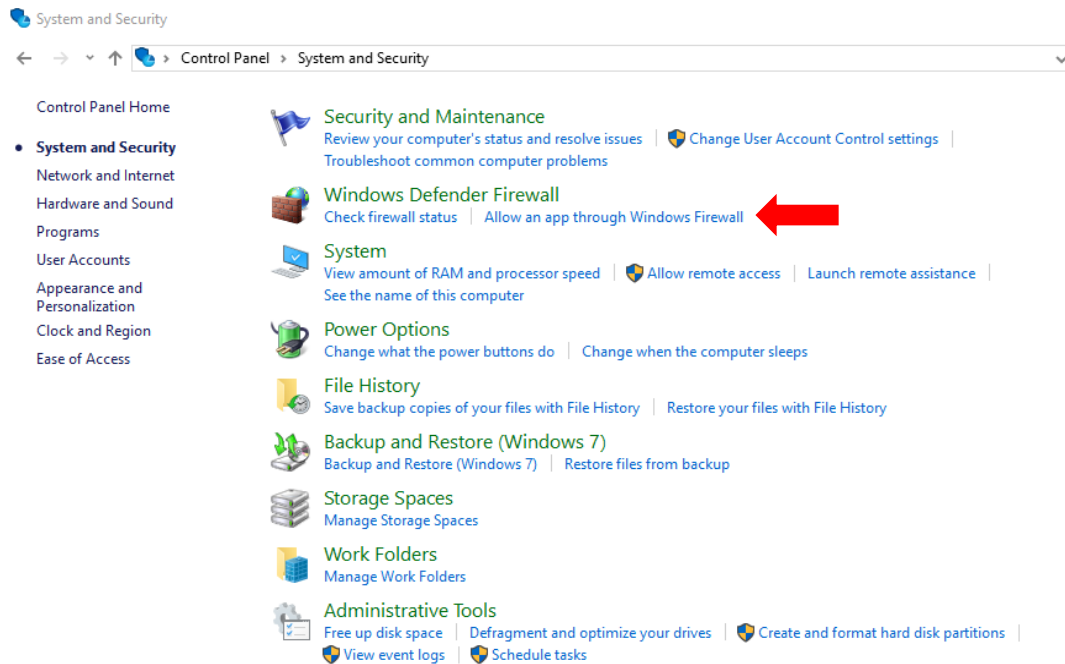 System and Security
Control Panel > System and Security
Control Panel Home
System and Security
Network and Internet
Hardware and Sound
Programs
User Accounts
Appearance and
Personalization
Clock and Region
Ease of Access
Security and Maintenance
Review your computer's status and resolve issues | Change User Account Control settings |
Troubleshoot common computer problems
Windows Defender Firewall
Check firewall status | Allow an app through Windows Firewall
System
View amount of RAM and processor speed | Allow remote access | Launch remote assistance |
See the name of this computer
Power Options
Change what the power buttons do | Change when the computer sleeps
File History
Save backup copies of your files with File History | Restore your files with File History
Backup and Restore (Windows 7)
Backup and Restore (Windows 7) | Restore files from backup
Storage Spaces
Manage Storage Spaces
Work Folders
Manage Work Folders
Administrative Tools
Free up disk space | Defragment and optimize your drives | Create and format hard disk partitions |
View event logs | Schedule tasks